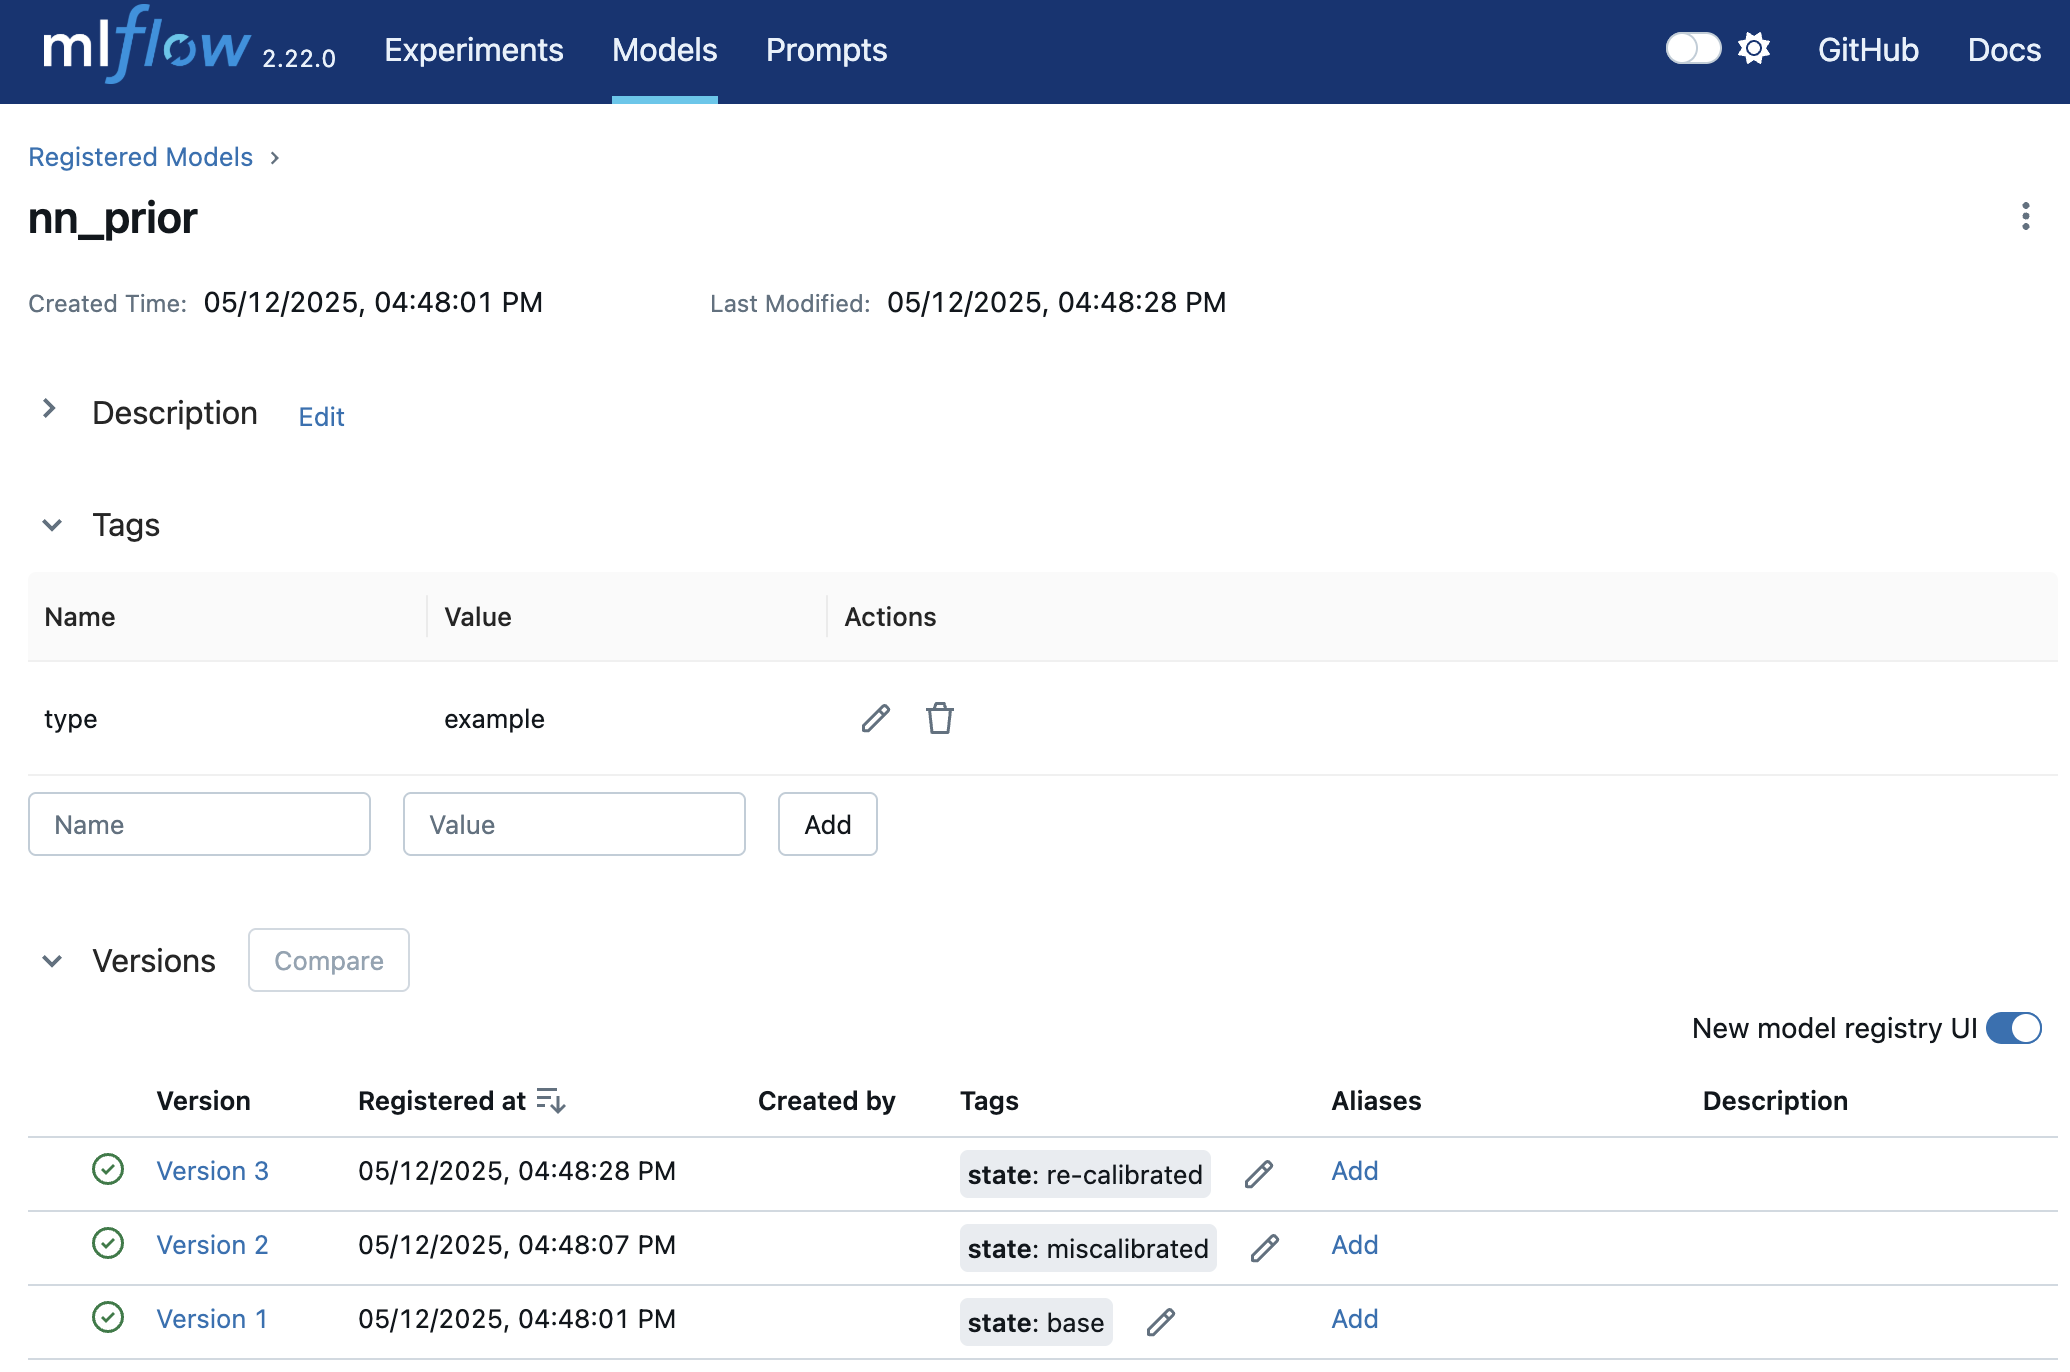 mlflow 2.22.0 Experiments Models Prompts GitHub Docs
Registered Models
nn_prior
Created Time: 05/12/2025, 04:48:01 PM Last Modified: 05/12/2025, 04:48:28 PM
Description Edit
Tags
Name Value Actions
type example
Name Value Add
Versions Compare
New model registry UI
Version Registered at Created by Tags Aliases Description
Version 3 05/12/2025, 04:48:28 PM state: re-calibrated Add
Version 2 05/12/2025, 04:48:07 PM state: miscalibrated Add
Version 1 05/12/2025, 04:48:01 PM state: base Add